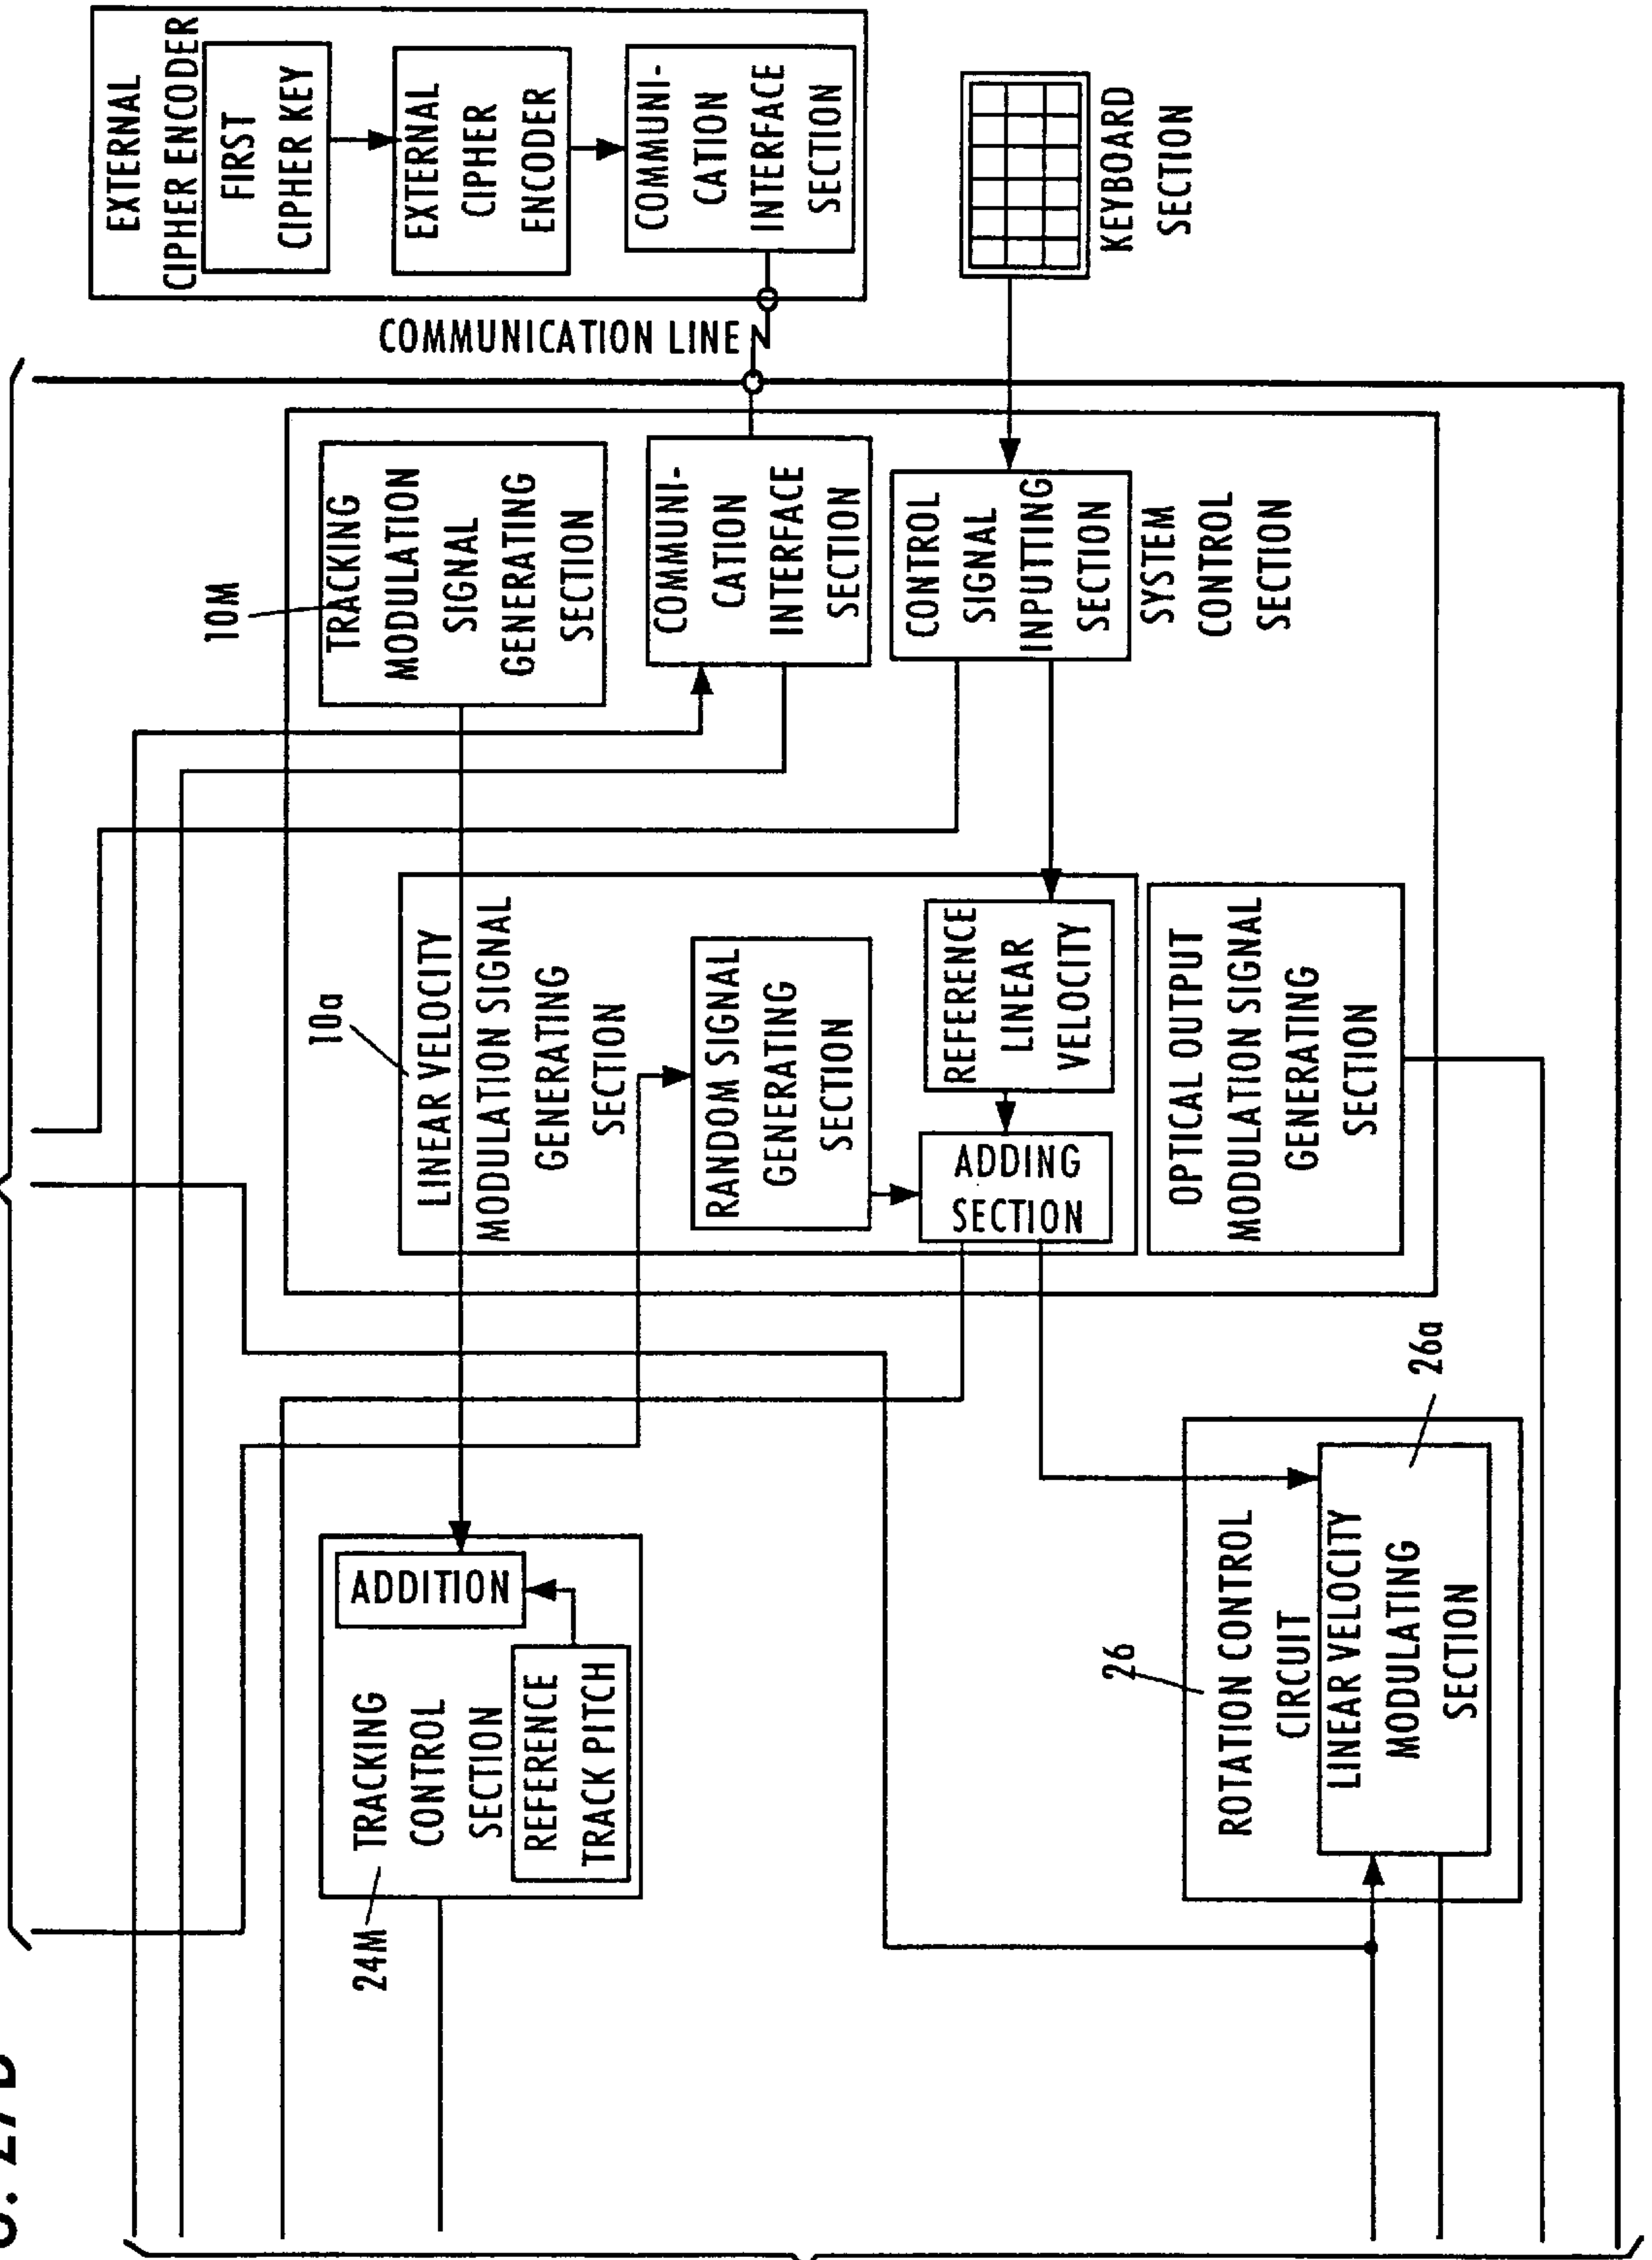 EXTERNAL
CIPHER ENCODER
FIRST
CIPHER KEY
EXTERNAL
CIPHER
ENCODER
COMMUNI-
CATION
INTERFACE
SECTION
COMMUNICATION LINE
KEYBOARD
SECTION
10M
TRACKING
MODULATION
SIGNAL
GENERATING
SECTION
COMMUNI-
CATION
INTERFACE
SECTION
CONTROL
SIGNAL
INPUTTING
SECTION
SYSTEM
CONTROL
SECTION
10a
LINEAR VELOCITY
MODULATION SIGNAL
GENERATING
SECTION
RANDOM SIGNAL
GENERATING
SECTION
REFERENCE
LINEAR
VELOCITY
ADDING
SECTION
OPTICAL OUTPUT
MODULATION SIGNAL
GENERATING
SECTION
24M
TRACKING
CONTROL
SECTION
ADDITION
REFERENCE
TRACK PITCH
26
ROTATION CONTROL
CIRCUIT
26a
LINEAR VELOCITY
MODULATING
SECTION